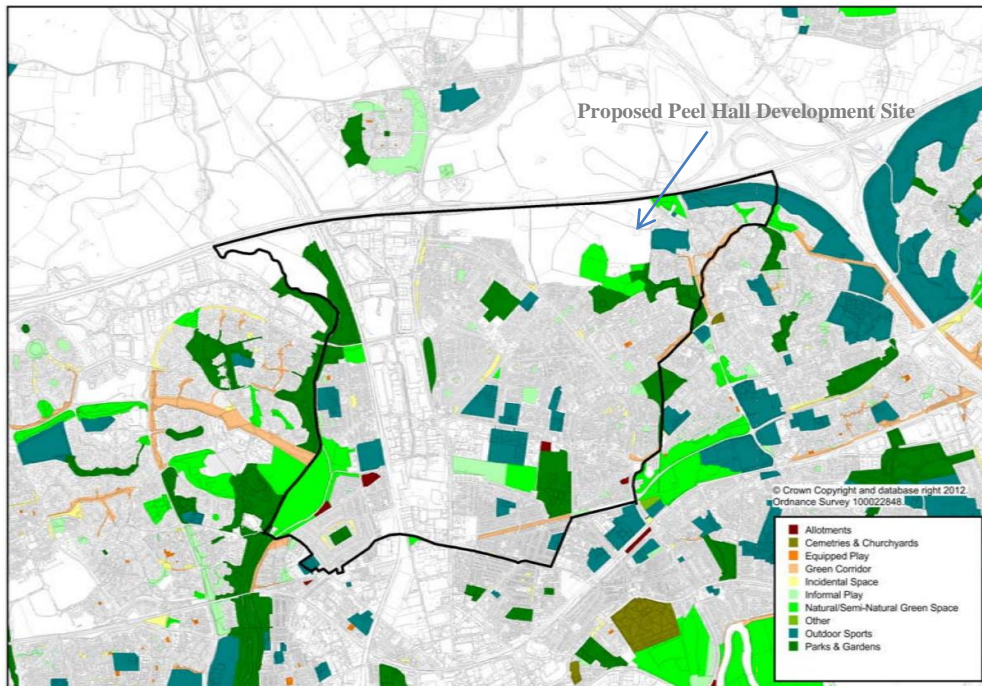 Proposed Peel Hall Development Site
© Crown Copyright and database right 2012.
Ordnance Survey 100022848.
Allotments
Cemetries & Churchyards
Equipped Play
Green Corridor
Incidental Space
Informal Play
Natural/Semi-Natural Green Space
Other
Outdoor Sports
Parks & Gardens